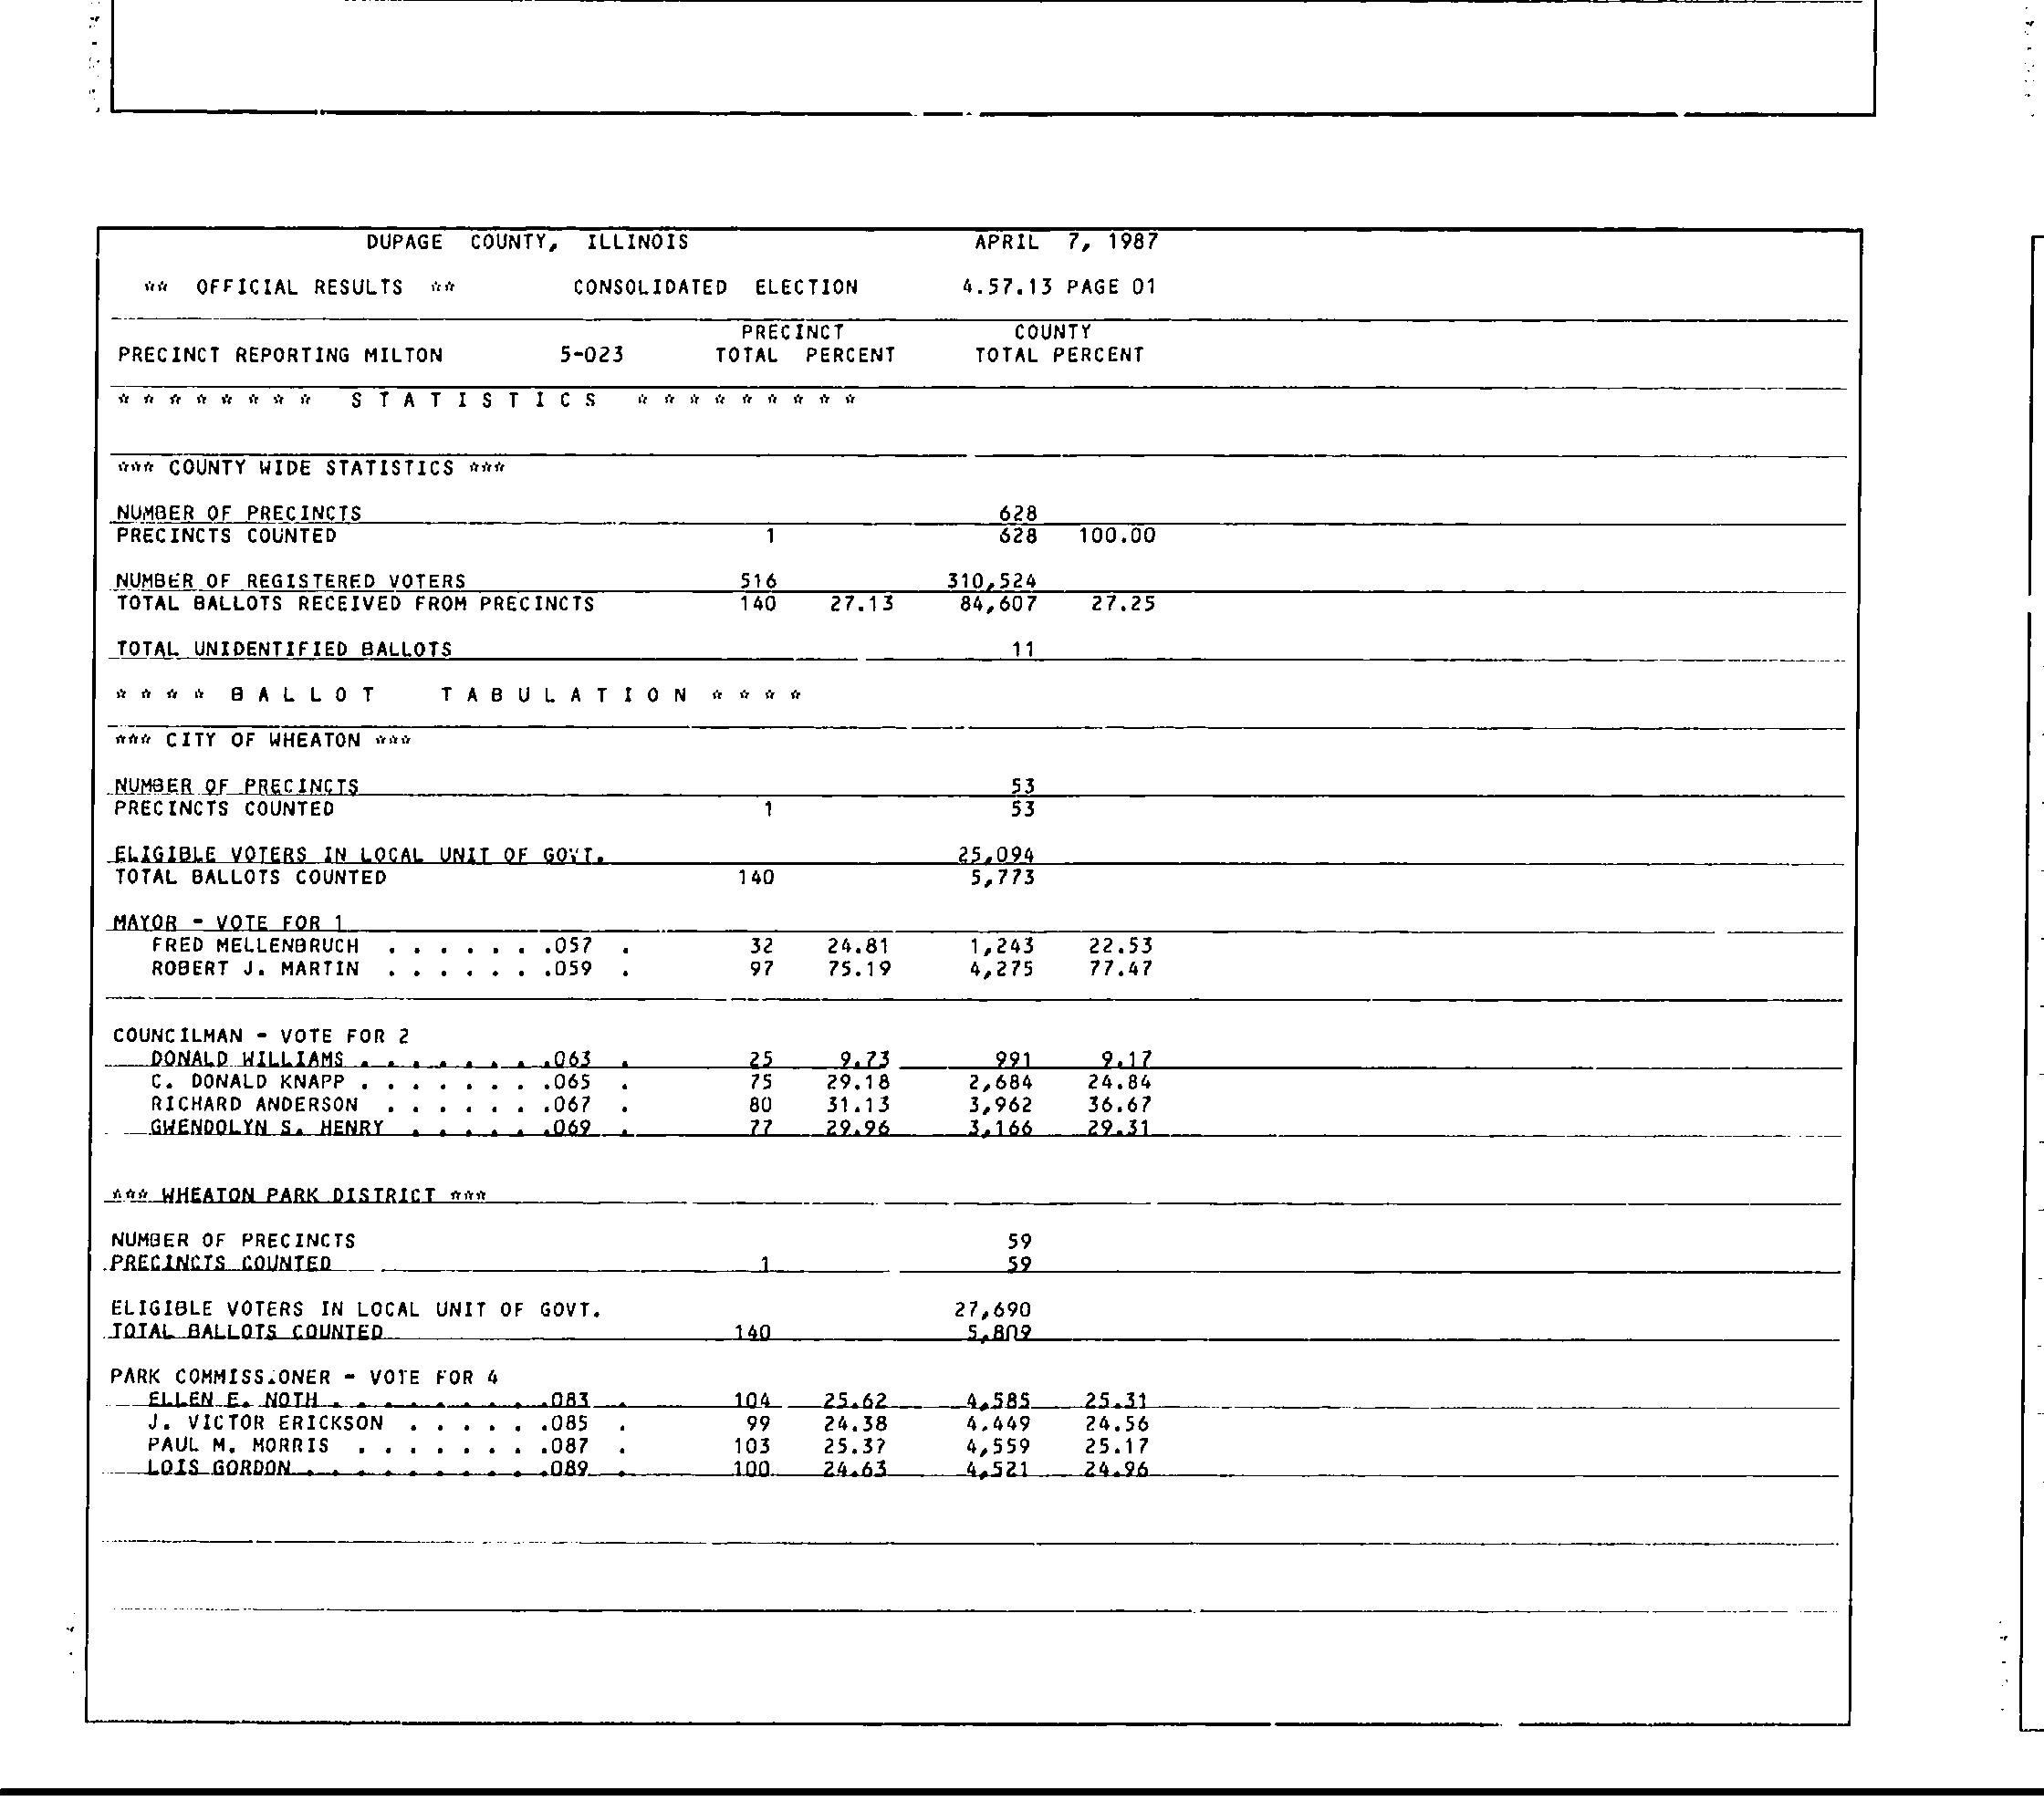 DUPAGE COUNTY, ILLINOIS APRIL 7, 1987
** OFFICIAL RESULTS ** CONSOLIDATED ELECTION 4.57.13 PAGE 01
PRECINCT COUNTY
PRECINCT REPORTING MILTON 5-023 TOTAL PERCENT TOTAL PERCENT
* * * * * * * * S T A T I S T I C S * * * * * * * * *
*** COUNTY WIDE STATISTICS ***
NUMBER OF PRECINCTS 628
PRECINCTS COUNTED 1 628 100.00
NUMBER OF REGISTERED VOTERS 516 310,524
TOTAL BALLOTS RECEIVED FROM PRECINCTS 140 27.13 84,607 27.25
TOTAL UNIDENTIFIED BALLOTS 11
* * * * B A L L O T T A B U L A T I O N * * * *
*** CITY OF WHEATON ***
NUMBER OF PRECINCTS 53
PRECINCTS COUNTED 1 53
ELIGIBLE VOTERS IN LOCAL UNIT OF GOVT. 25,094
TOTAL BALLOTS COUNTED 140 5,773
MAYOR - VOTE FOR 1
FRED MELLENBRUCH . . . . . . .057 . 32 24.81 1,243 22.53
ROBERT J. MARTIN . . . . . . .059 . 97 75.19 4,275 77.47
COUNCILMAN - VOTE FOR 2
DONALD WILLIAMS . . . . . . . .063 . 25 9.73 991 9.17
C. DONALD KNAPP . . . . . . . .065 . 75 29.18 2,684 24.84
RICHARD ANDERSON . . . . . . .067 . 80 31.13 3,962 36.67
GWENDOLYN S. HENRY . . . . . .069 . 77 29.96 3,166 29.31
*** WHEATON PARK DISTRICT ***
NUMBER OF PRECINCTS 59
PRECINCTS COUNTED 1 59
ELIGIBLE VOTERS IN LOCAL UNIT OF GOVT. 27,690
TOTAL BALLOTS COUNTED 140 5,809
PARK COMMISSIONER - VOTE FOR 4
ELLEN E. NOTH . . . . . . . . .083 . 104 25.62 4,585 25.31
J. VICTOR ERICKSON . . . . . .085 . 99 24.38 4,449 24.56
PAUL M. MORRIS . . . . . . . .087 . 103 25.37 4,559 25.17
LOIS GORDON . . . . . . . . . .089 . 100 24.63 4,521 24.96